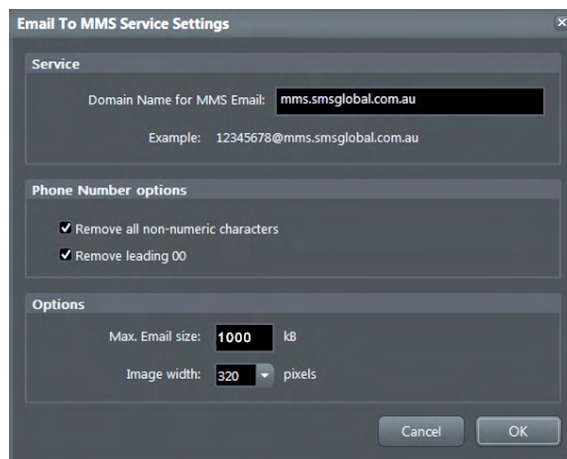 Email To MMS Service Settings
Service
Domain Name for MMS Email: mms.smsglobal.com.au
Example: 12345678@mms.smsglobal.com.au
Phone Number options
Remove all non-numeric characters
Remove leading 00
Options
Max. Email size: 1000 kB
Image width: 320 pixels
Cancel OK